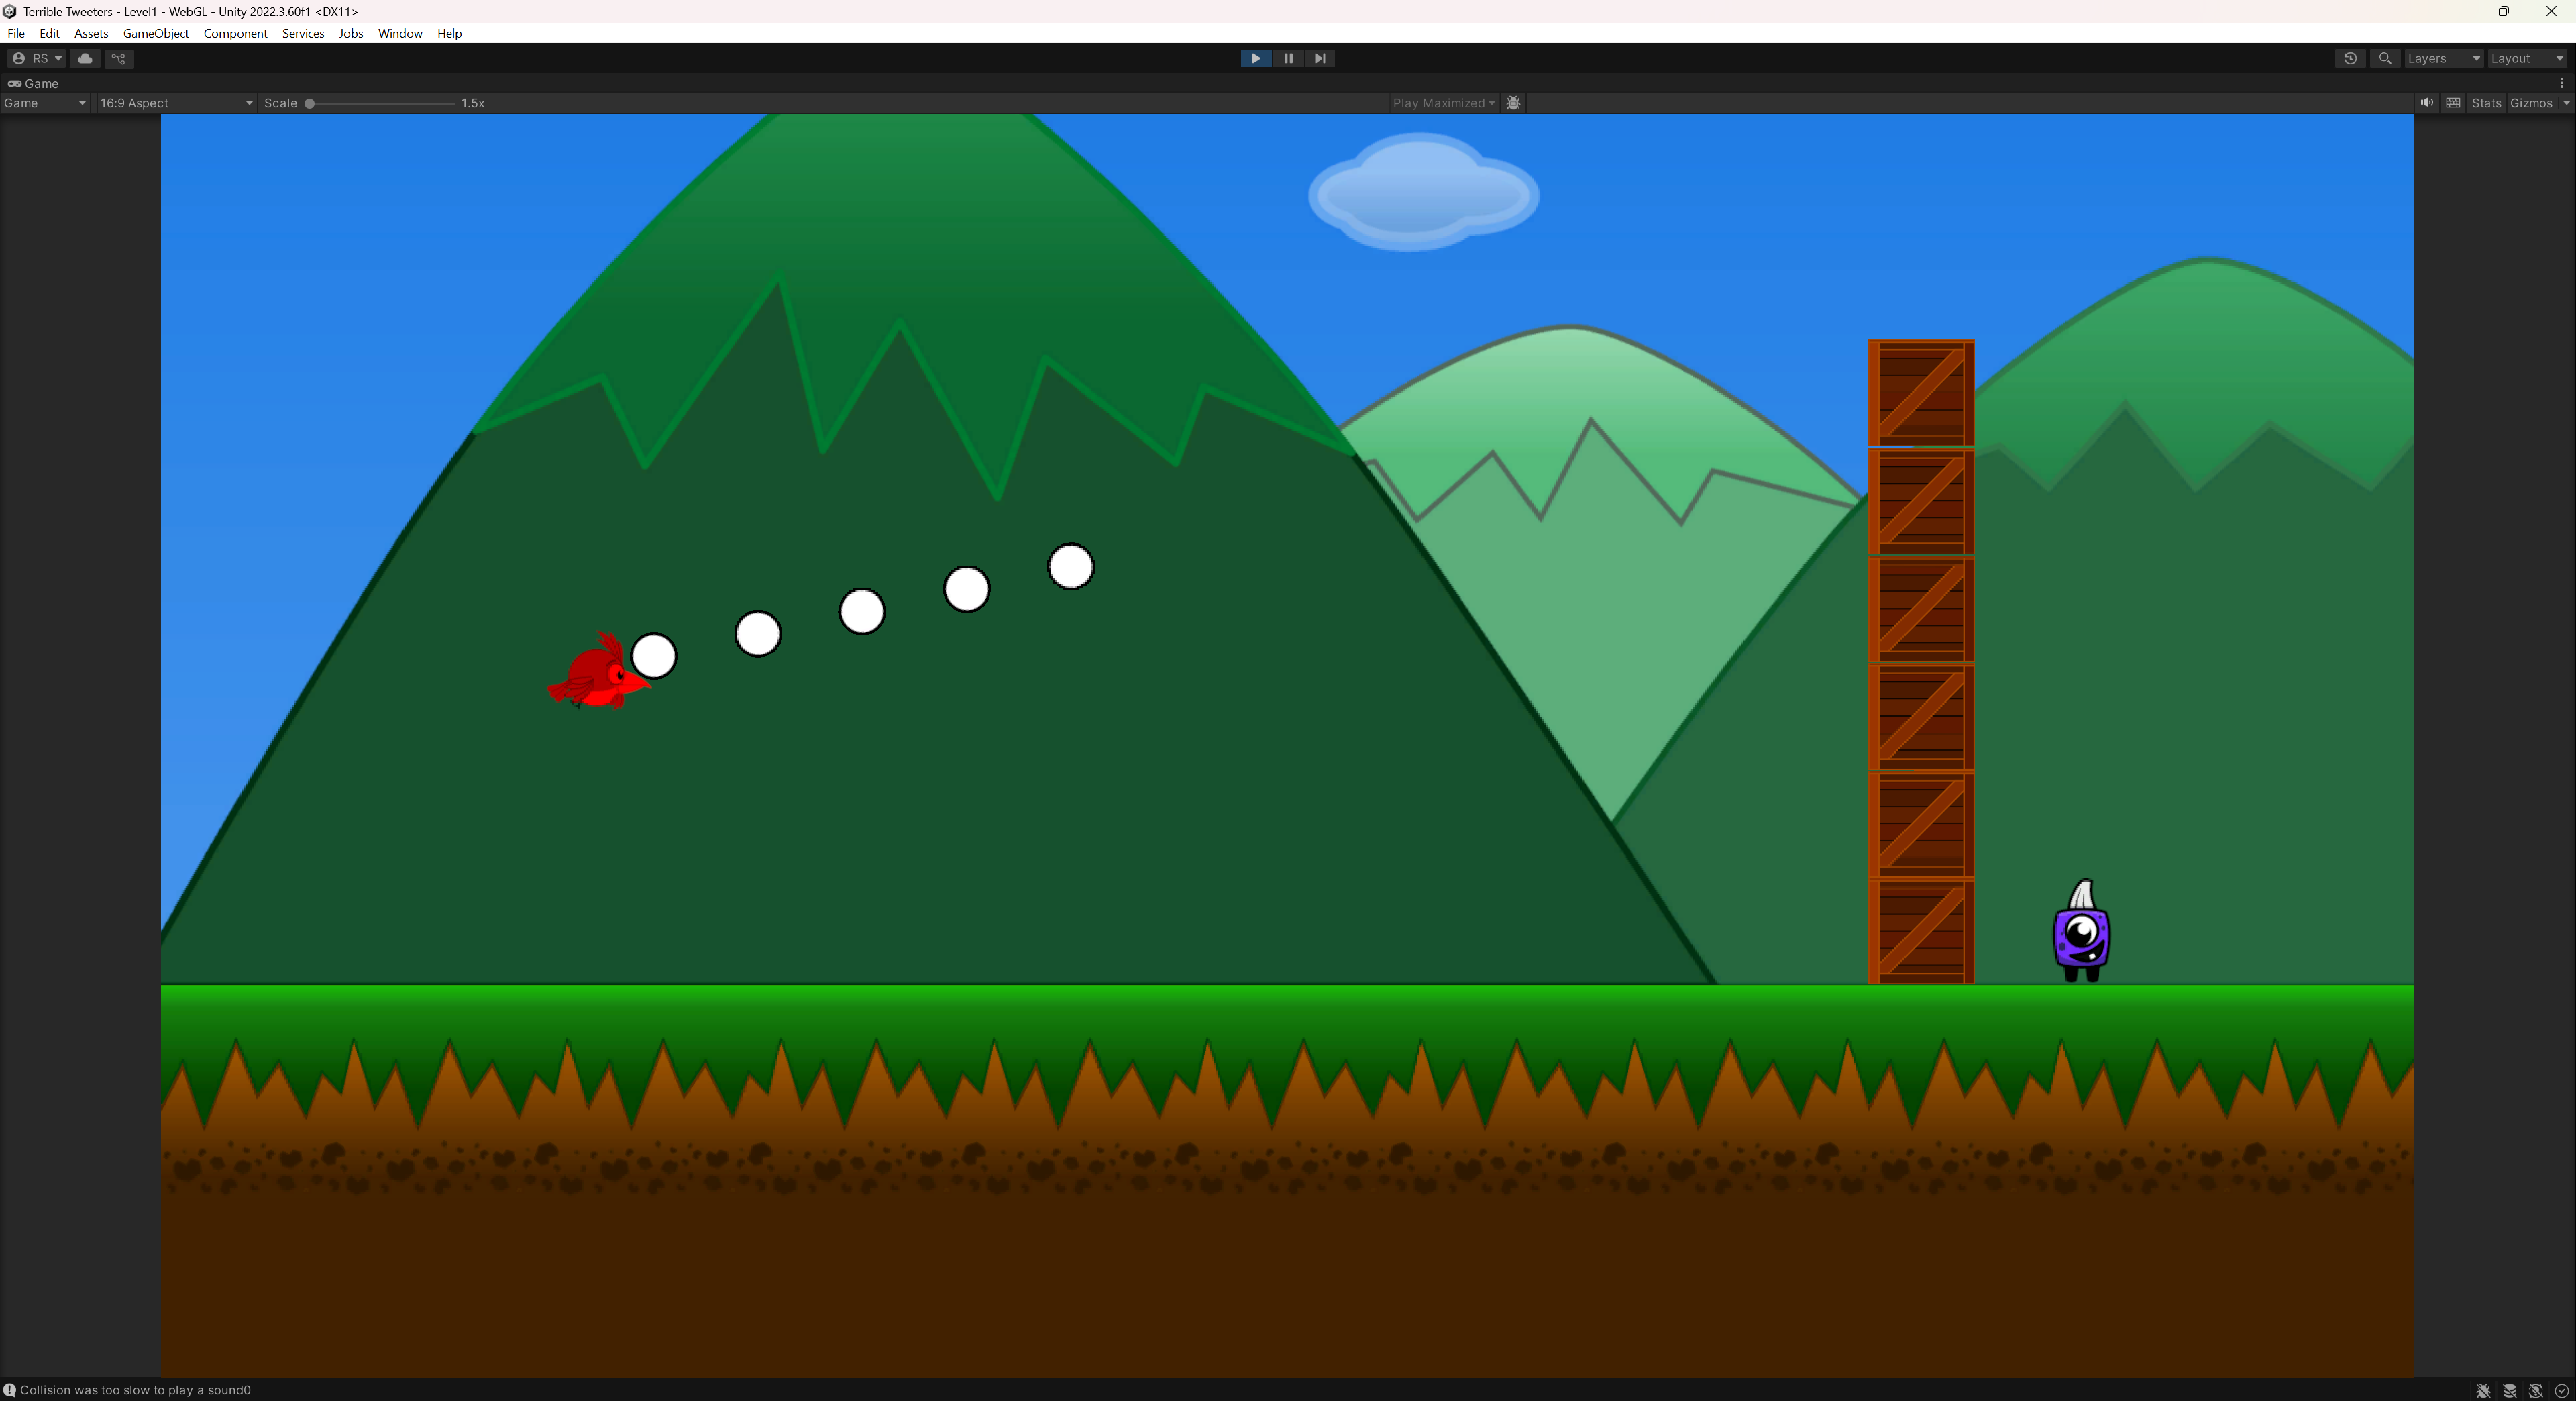 Terrible Tweeters - Level1 - WebGL - Unity 2022.3.60f1 <DX11>
File Edit Assets GameObject Component Services Jobs Window Help
RS Layers Layout
Game
Game 16:9 Aspect Scale 1.5x Play Maximized Stats Gizmos
Collision was too slow to play a sound0